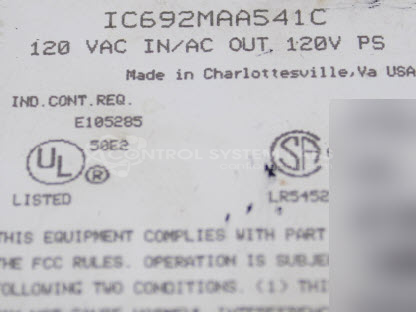 IC692MAA541C
120 VAC IN/AC OUT, 120V PS
Made in Charlottesville,Va USA
IND.CONT.REQ.
E105285
50E2
UL ®
SA
LISTED
LR5452
THIS EQUIPMENT COMPLIES WITH PART
THE FCC RULES. OPERATION IS SUBJE
FOLLOWING TWO CONDITIONS. (1) THI